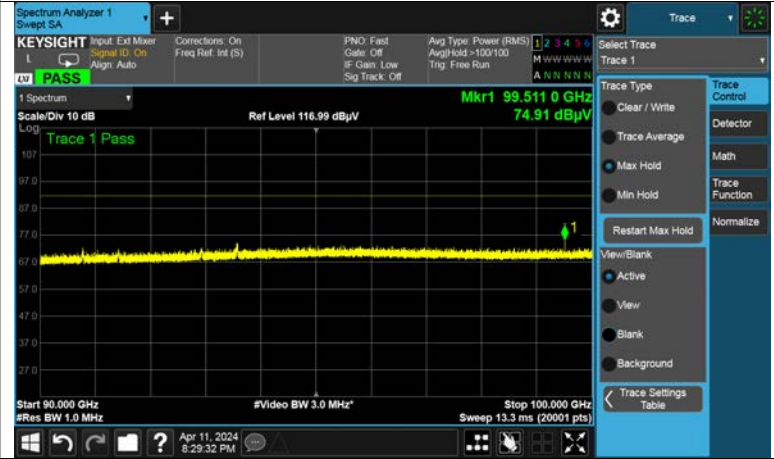 Spectrum Analyzer 1
Swept SA
Trace
KEYSIGHT
Input: Ext Mixer
Signal ID: On
Align: Auto
Corrections: On
Freq Ref: Int (S)
PNO: Fast
Gate: Off
IF Gain: Low
Sig Track: Off
Avg Type: Power (RMS)
Avg|Hold:>100/100
Trig: Free Run
1 2 3 4 5 6
M W W W W W
A N N N N N
L
LXI PASS
1 Spectrum
Mkr1 99.511 0 GHz
Scale/Div 10 dB
Ref Level 116.99 dBµV
74.91 dBµV
Log
Trace 1 Pass
107
97.0
87.0
77.0
1
67.0
57.0
47.0
37.0
27.0
Start 90.000 GHz
#Video BW 3.0 MHz*
Stop 100.000 GHz
#Res BW 1.0 MHz
Sweep 13.3 ms (20001 pts)
Apr 11, 2024
8:29:32 PM
Select Trace
Trace 1
Trace Type
Clear / Write
Trace Average
Max Hold
Min Hold
Restart Max Hold
View/Blank
Active
View
Blank
Background
Trace Settings
Table
Trace
Control
Detector
Math
Trace
Function
Normalize